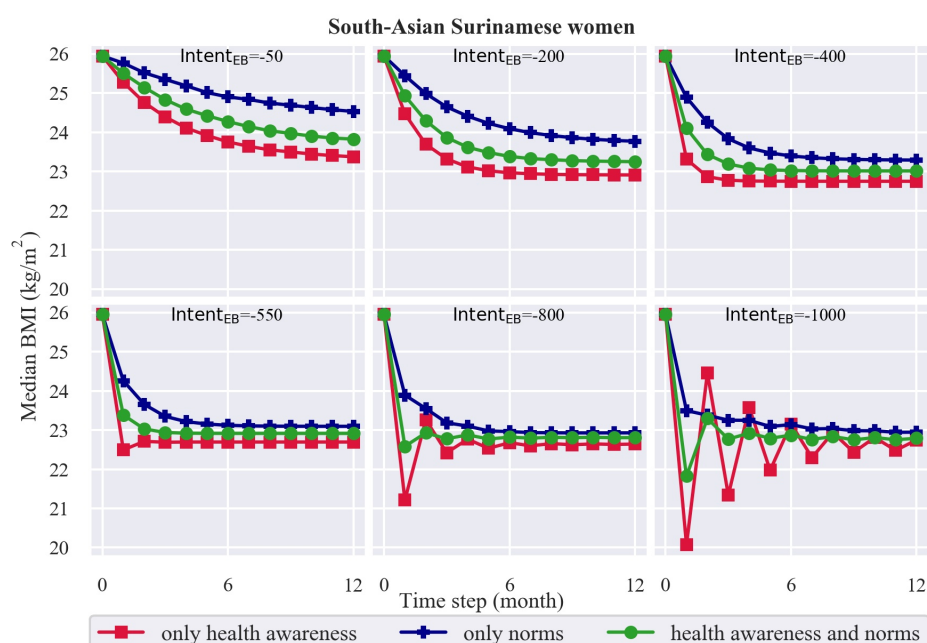 South-Asian Surinamese women
Intent_EB=-50
Intent_EB=-200
Intent_EB=-400
26
25
24
23
22
21
20
Intent_EB=-550
Intent_EB=-800
Intent_EB=-1000
26
25
24
23
22
21
20
Median BMI (kg/m²)
0 6 12 0 6 12 0 6 12
Time step (month)
only health awareness only norms health awareness and norms